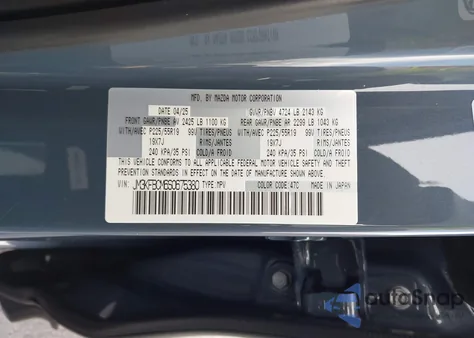 MFD. BY MAZDA MOTOR CORPORATION
DATE 04/25 GVWR/PNBV 4724 LB 2143 KG
FRONT GAWR/PNBE AV 2425 LB 1100 KG REAR GAWR/PNBE AR 2299 LB 1043 KG
WITH/AVEC P225/55R19 99V TIRES/PNEUS WITH/AVEC P225/55R19 99V TIRES/PNEUS
19X7J RIMS/JANTES 19X7J RIMS/JANTES
240 KPA/35 PSI COLD/A FROID 240 KPA/35 PSI COLD/A FROID
THIS VEHICLE CONFORMS TO ALL APPLICABLE FEDERAL MOTOR VEHICLE
SAFETY, BUMPER, AND THEFT PREVENTION STANDARDS IN EFFECT ON THE DATE OF
MANUFACTURE SHOWN ABOVE.
VIN: TYPE:MPV COLOR CODE:47C MADE IN JAPAN
autoSnap